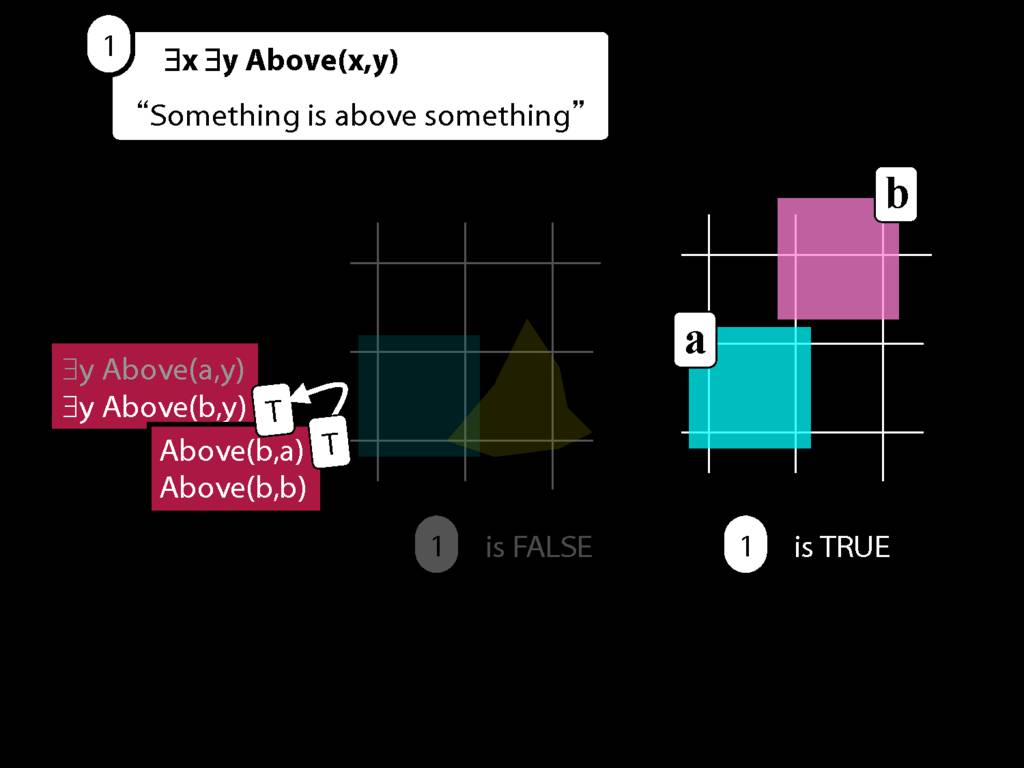 1
∃x ∃y Above(x,y)
“Something is above something”
b
a
∃y Above(a,y)
∃y Above(b,y)
T
T
Above(b,a)
Above(b,b)
1 is FALSE
1 is TRUE